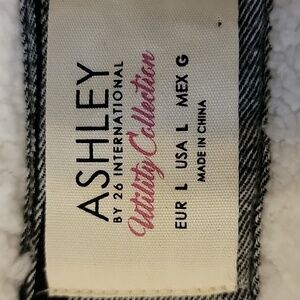 ASHLEY
BY 26 INTERNATIONAL
Utility Collection
EUR L USA L MEX G
MADE IN CHINA